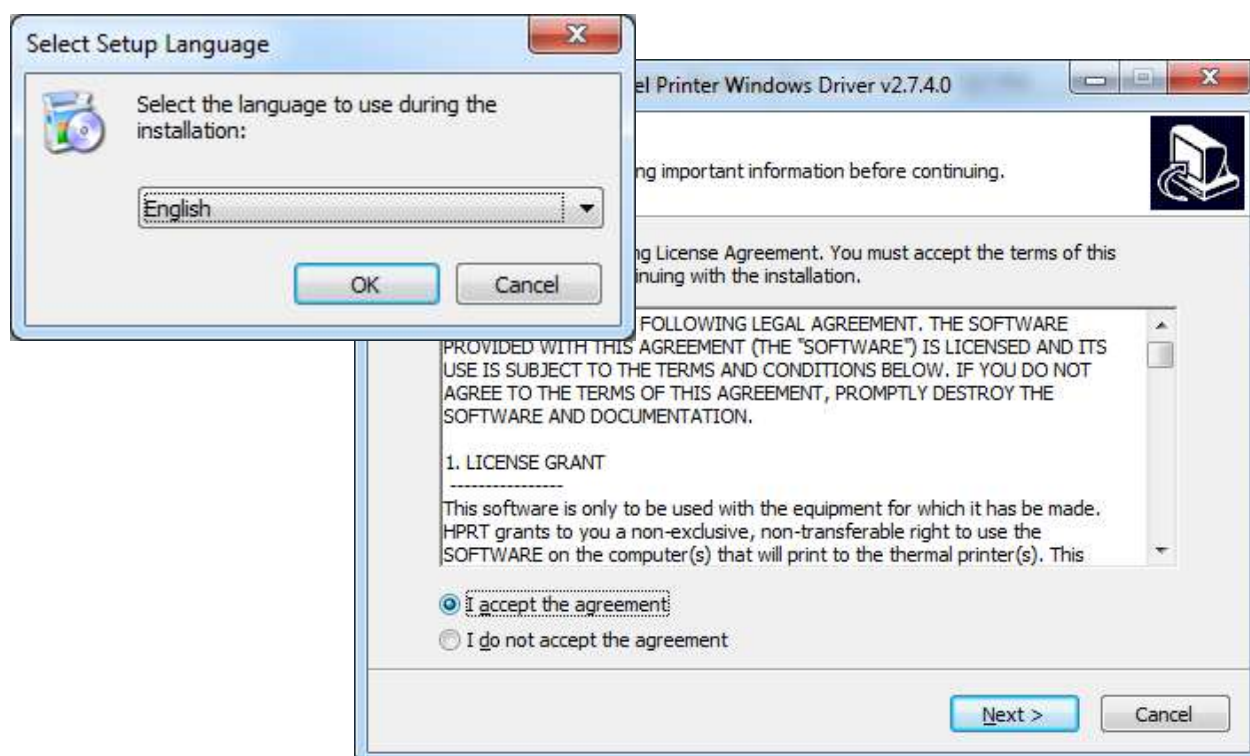 Select Setup Language
Select the language to use during the
installation:
English
OK
Cancel
Printer Windows Driver v2.7.4.0
important information before continuing.
License Agreement. You must accept the terms of this
with the installation.
FOLLOWING LEGAL AGREEMENT. THE SOFTWARE
PROVIDED WITH THIS AGREEMENT (THE "SOFTWARE") IS LICENSED AND ITS
USE IS SUBJECT TO THE TERMS AND CONDITIONS BELOW. IF YOU DO NOT
AGREE TO THE TERMS OF THIS AGREEMENT, PROMPTLY DESTROY THE
SOFTWARE AND DOCUMENTATION.
1. LICENSE GRANT
----------------
This software is only to be used with the equipment for which it has be made.
HPRT grants to you a non-exclusive, non-transferable right to use the
SOFTWARE on the computer(s) that will print to the thermal printer(s). This
I accept the agreement
I do not accept the agreement
Next >
Cancel